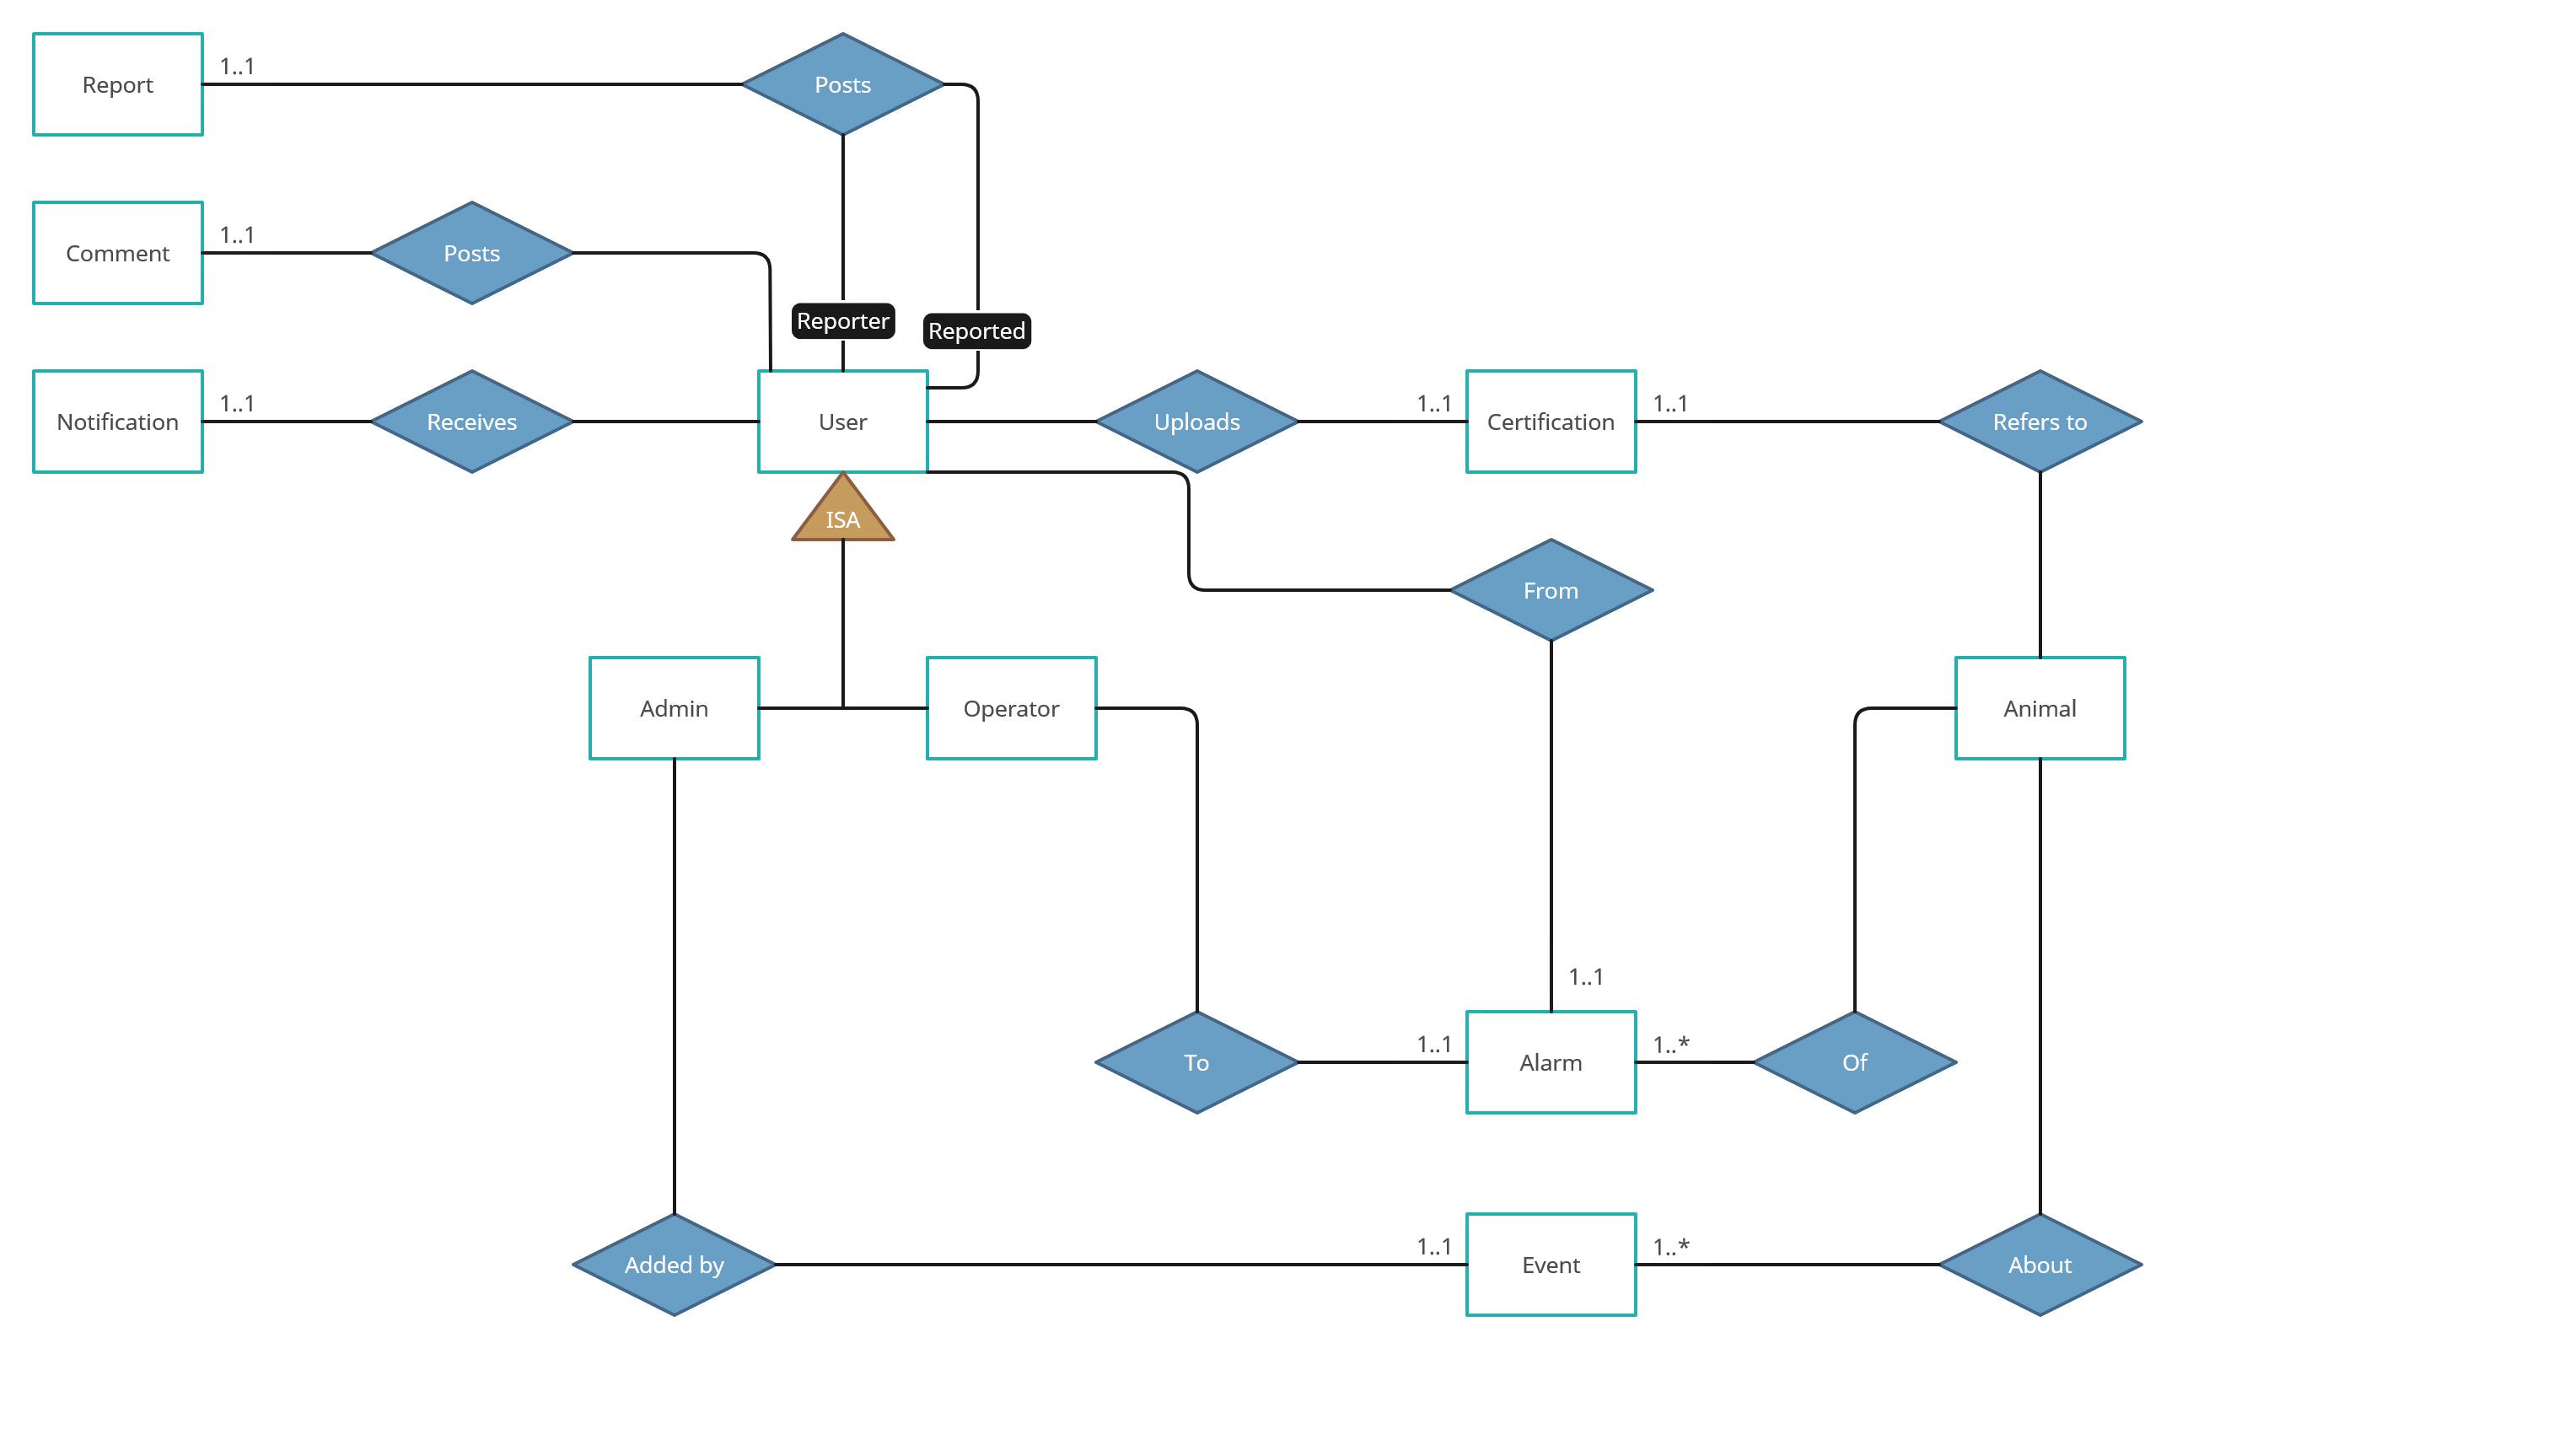 Report
1..1
Posts
Comment
1..1
Posts
Reporter
Reported
Notification
1..1
Receives
User
Uploads
1..1
Certification
1..1
Refers to
ISA
From
Admin
Operator
Animal
1..1
To
1..1
Alarm
1..*
Of
Added by
1..1
Event
1..*
About